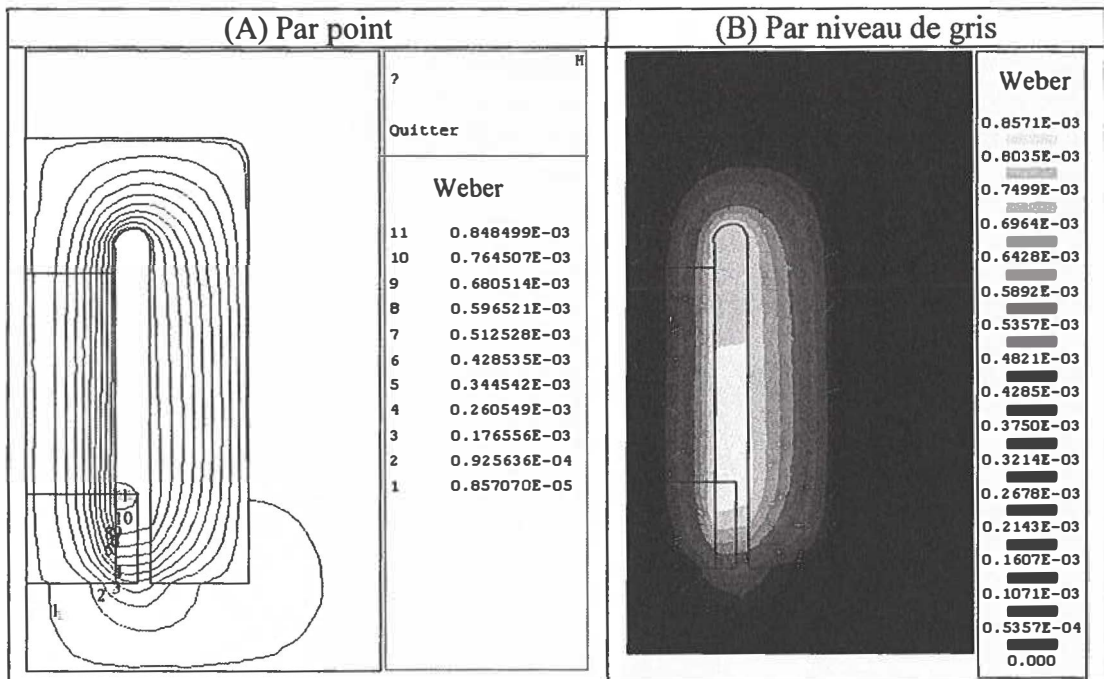 (A) Par point
(B) Par niveau de gris
M
?
Quitter
Weber
11 0.848499E-03
10 0.764507E-03
9 0.680514E-03
8 0.596521E-03
7 0.512528E-03
6 0.428535E-03
5 0.344542E-03
4 0.260549E-03
3 0.176556E-03
2 0.925636E-04
1 0.857070E-05
10
4
3
2
1
Weber
0.8571E-03
0.8035E-03
0.7499E-03
0.6964E-03
0.6428E-03
0.5892E-03
0.5357E-03
0.4821E-03
0.4285E-03
0.3750E-03
0.3214E-03
0.2678E-03
0.2143E-03
0.1607E-03
0.1071E-03
0.5357E-04
0.000